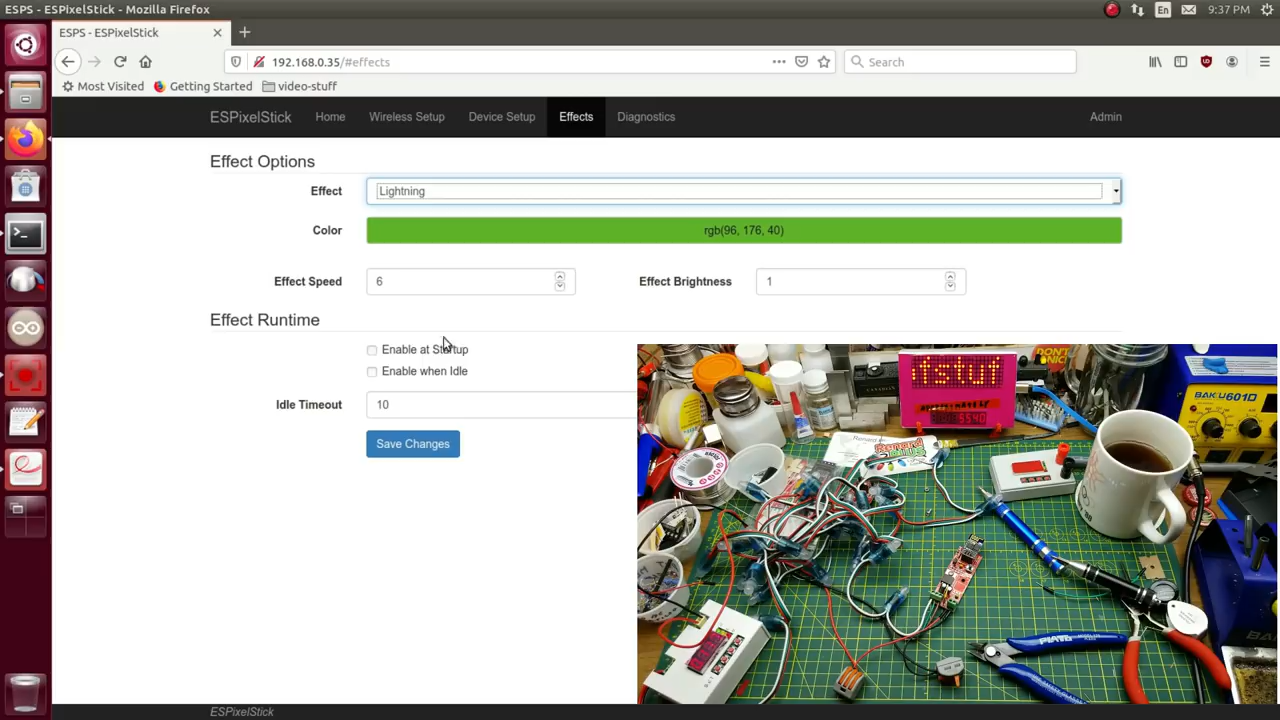 ESPS - ESPixelStick - Mozilla Firefox
En
9:37 PM
ESPS - ESPixelStick
192.168.0.35/#effects
Search
Most Visited
Getting Started
video-stuff
ESPixelStick
Home
Wireless Setup
Device Setup
Effects
Diagnostics
Admin
Effect Options
Effect
Lightning
Color
rgb(96, 176, 40)
Effect Speed
6
Effect Brightness
1
Effect Runtime
Enable at Startup
Enable when Idle
Idle Timeout
10
Save Changes
DON'T
BAKU601D
ESPixelStick